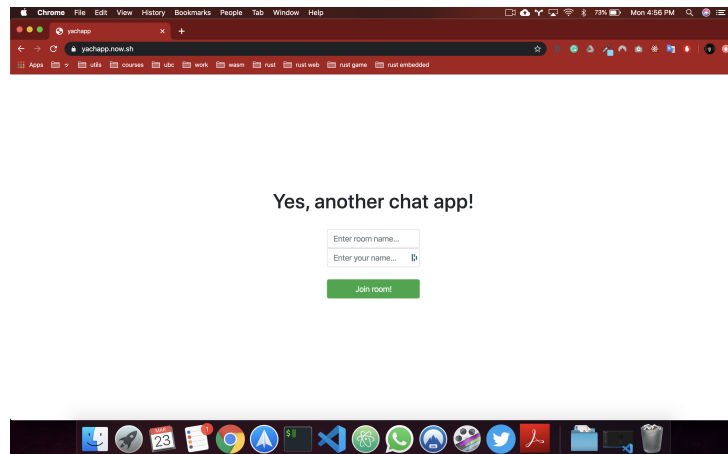 Chrome File Edit View History Bookmarks People Tab Window Help 73% Mon 4:56 PM
yachapp
yachapp.now.sh
Apps utils courses ubc work wasm rust rust web rust game rust embedded
Yes, another chat app!
Enter room name...
Enter your name...
Join room!
MAR
23
1
$